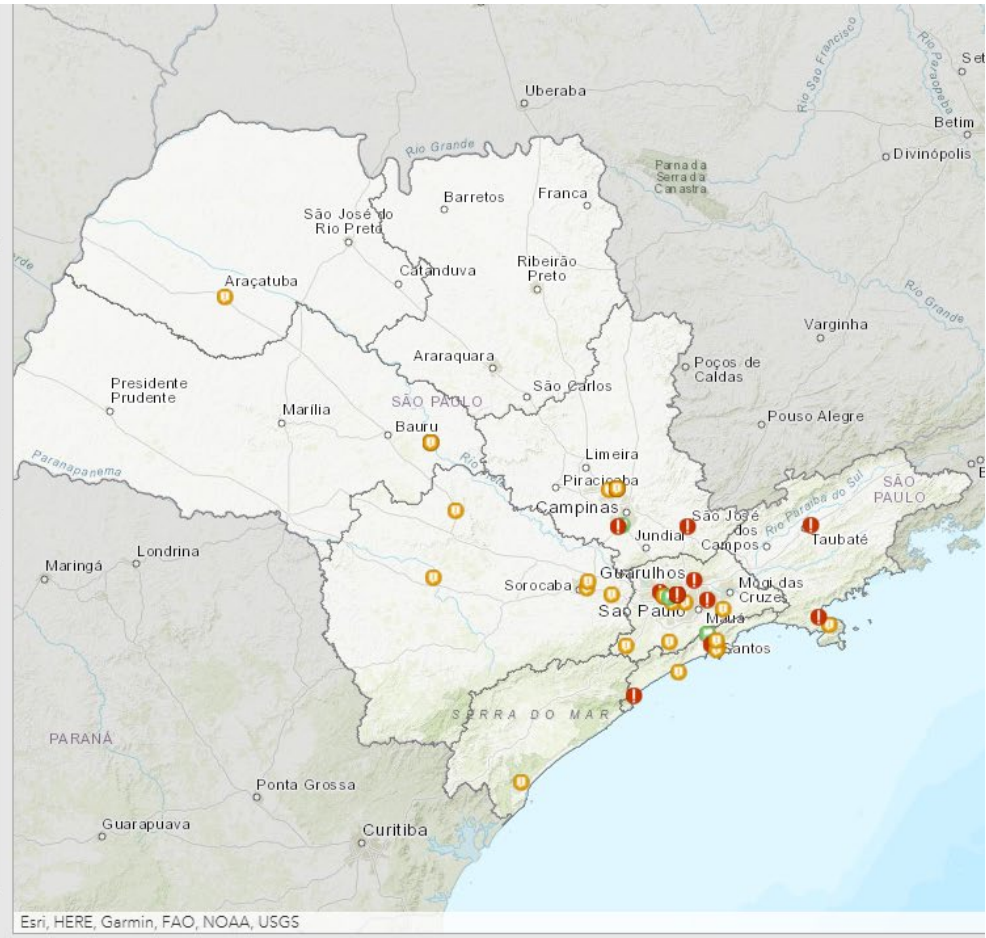 Uberaba
Rio Sao Francisco
Rio Paraopeba
Set
Betim
Divinópolis
Rio Grande
Parna da
Serra da
Canastra
Barretos
Franca
São José do
Rio Preto
Catanduva
Ribeirão
Preto
Araçatuba
Rio Grande
Varginha
Araraquara
São Carlos
Poços de
Caldas
Presidente
Prudente
Marília
SÃO PAULO
Bauru
Pouso Alegre
Limeira
Paranapanema
Piracicaba
Campinas
SÃO
PAULO
Rio Paraíba do Sul
São José
dos
Campos
Taubaté
Jundiaí
Londrina
Maringá
Guarulhos
Sorocaba
Mogi das
Cruzes
Sao Paulo
Mauá
Santos
SERRA DO MAR
PARANÁ
Ponta Grossa
Guarapuava
Curitiba
Esri, HERE, Garmin, FAO, NOAA, USGS